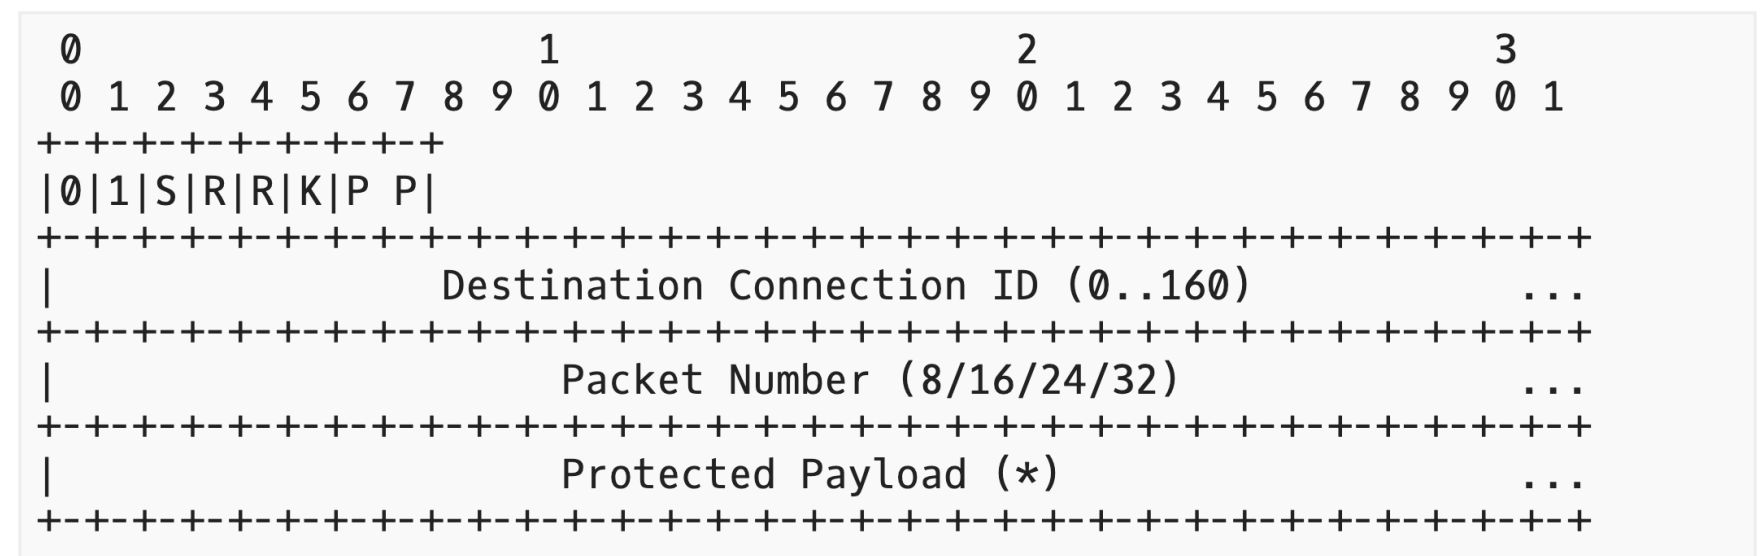 0                   1                   2                   3
 0 1 2 3 4 5 6 7 8 9 0 1 2 3 4 5 6 7 8 9 0 1 2 3 4 5 6 7 8 9 0 1
+-+-+-+-+-+-+-+-+
|0|1|S|R|R|K|P P|
+-+-+-+-+-+-+-+-+-+-+-+-+-+-+-+-+-+-+-+-+-+-+-+-+-+-+-+-+-+-+-+-+
|                Destination Connection ID (0..160)           ...
+-+-+-+-+-+-+-+-+-+-+-+-+-+-+-+-+-+-+-+-+-+-+-+-+-+-+-+-+-+-+-+-+
|                     Packet Number (8/16/24/32)              ...
+-+-+-+-+-+-+-+-+-+-+-+-+-+-+-+-+-+-+-+-+-+-+-+-+-+-+-+-+-+-+-+-+
|                     Protected Payload (*)                   ...
+-+-+-+-+-+-+-+-+-+-+-+-+-+-+-+-+-+-+-+-+-+-+-+-+-+-+-+-+-+-+-+-+